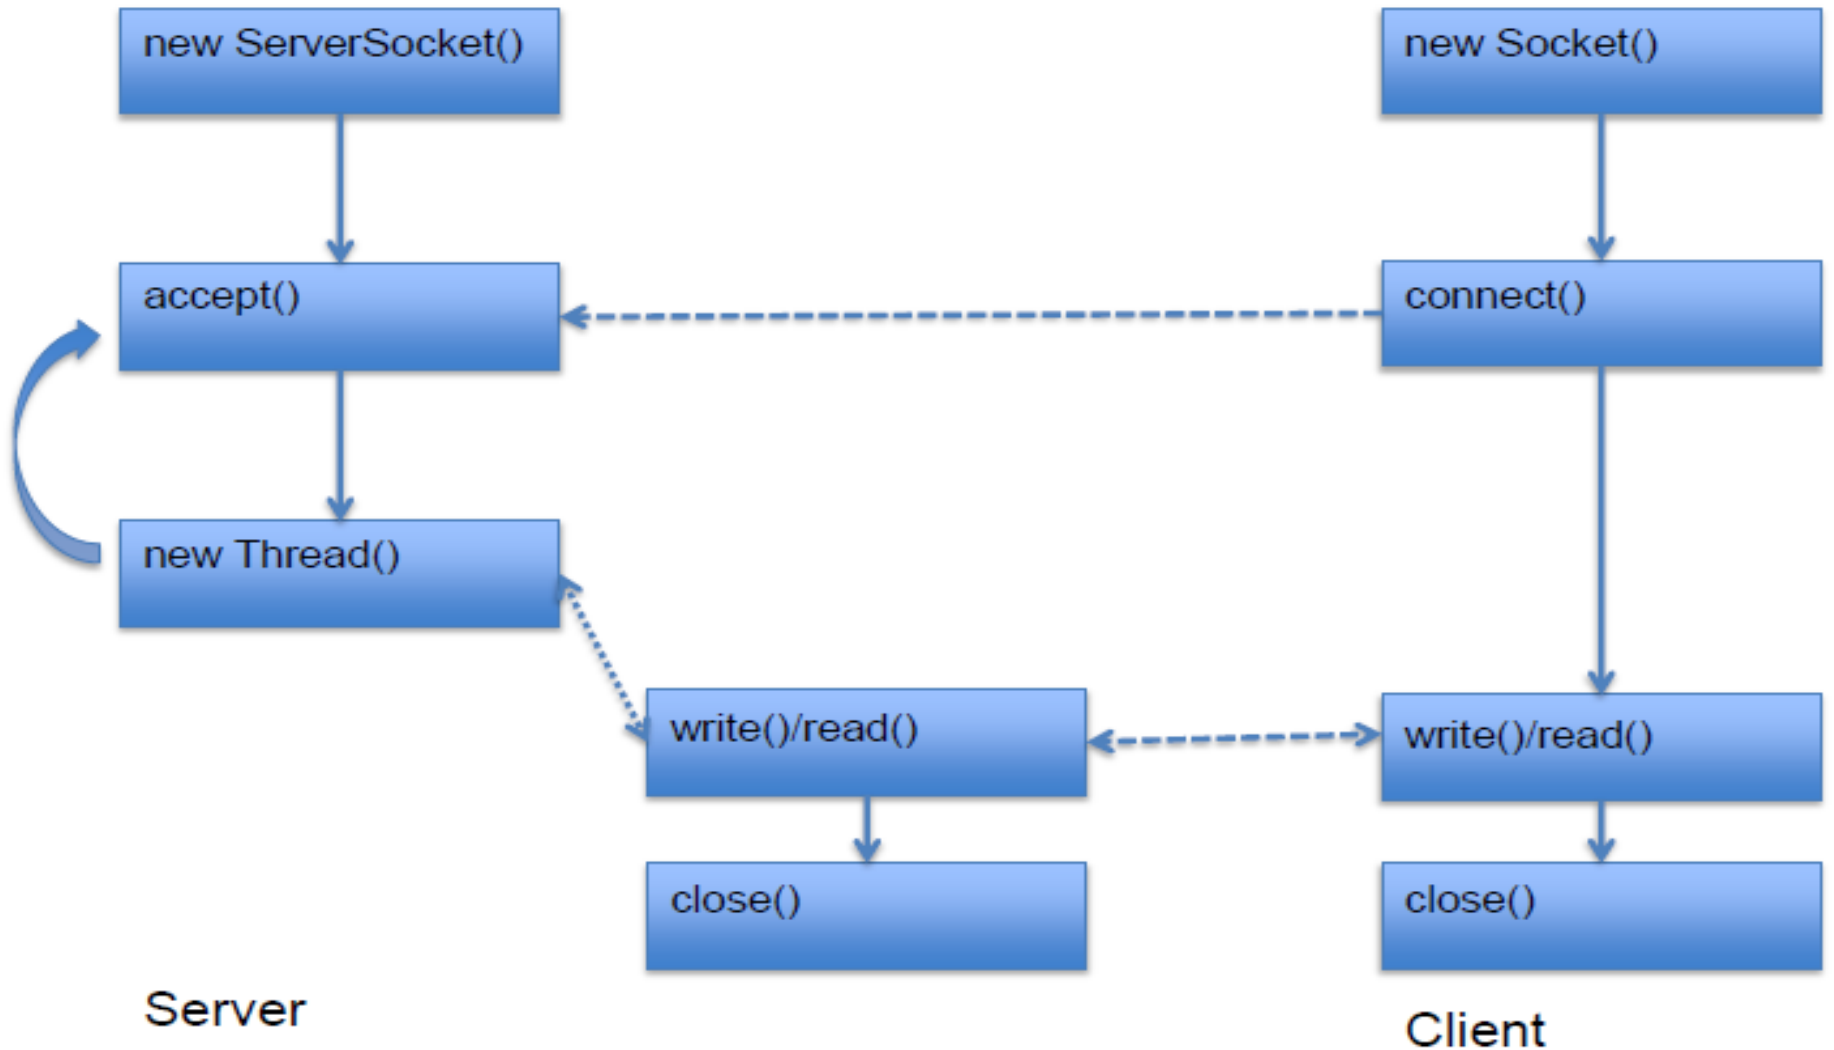 new ServerSocket()
new Socket()
accept()
connect()
new Thread()
write()/read()
write()/read()
close()
close()
Server
Client